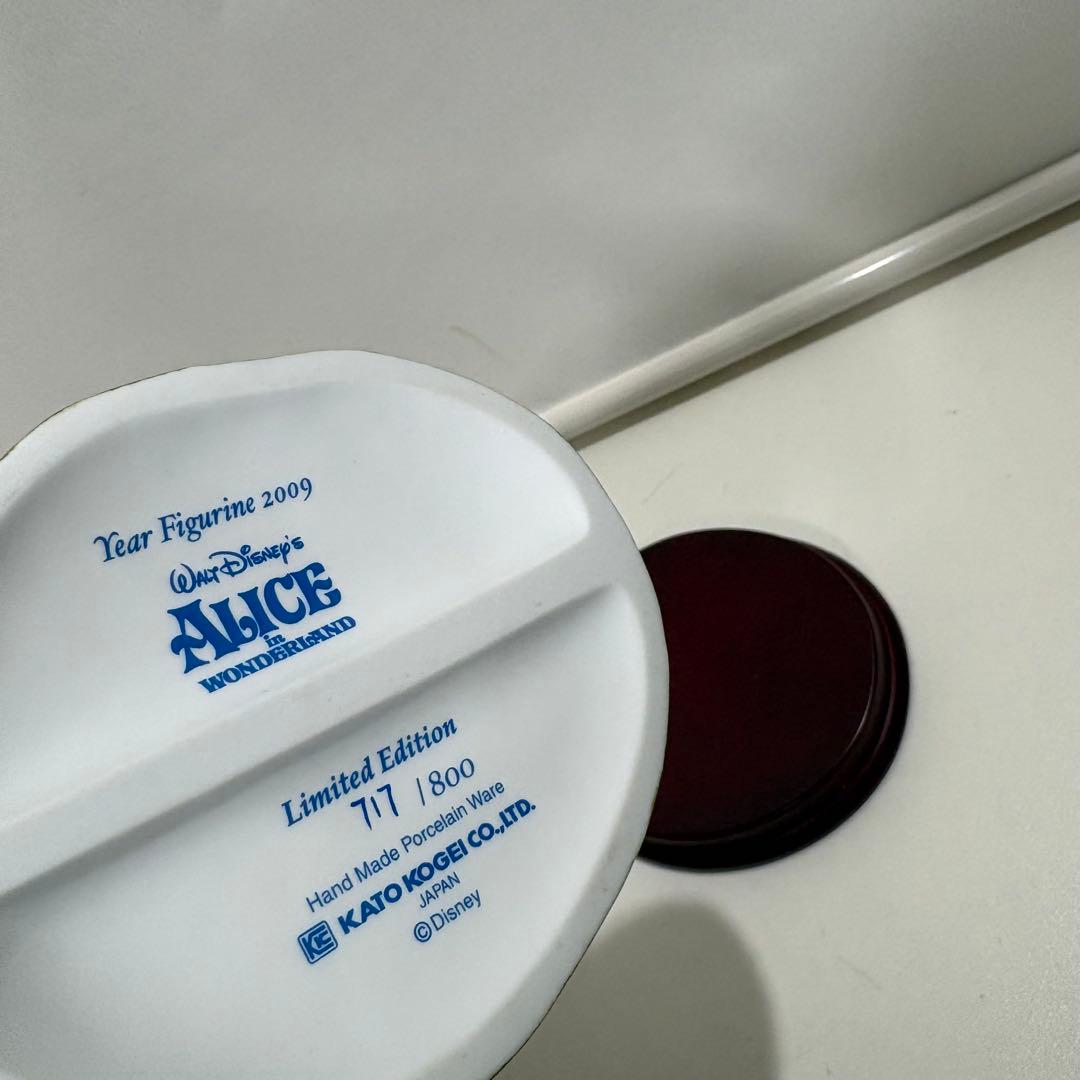 Year Figurine 2009
WALT DISNEY'S
ALICE
in
WONDERLAND
Limited Edition
717 /800
Hand Made Porcelain Ware
KATO KOGEI CO.,LTD.
JAPAN
©Disney